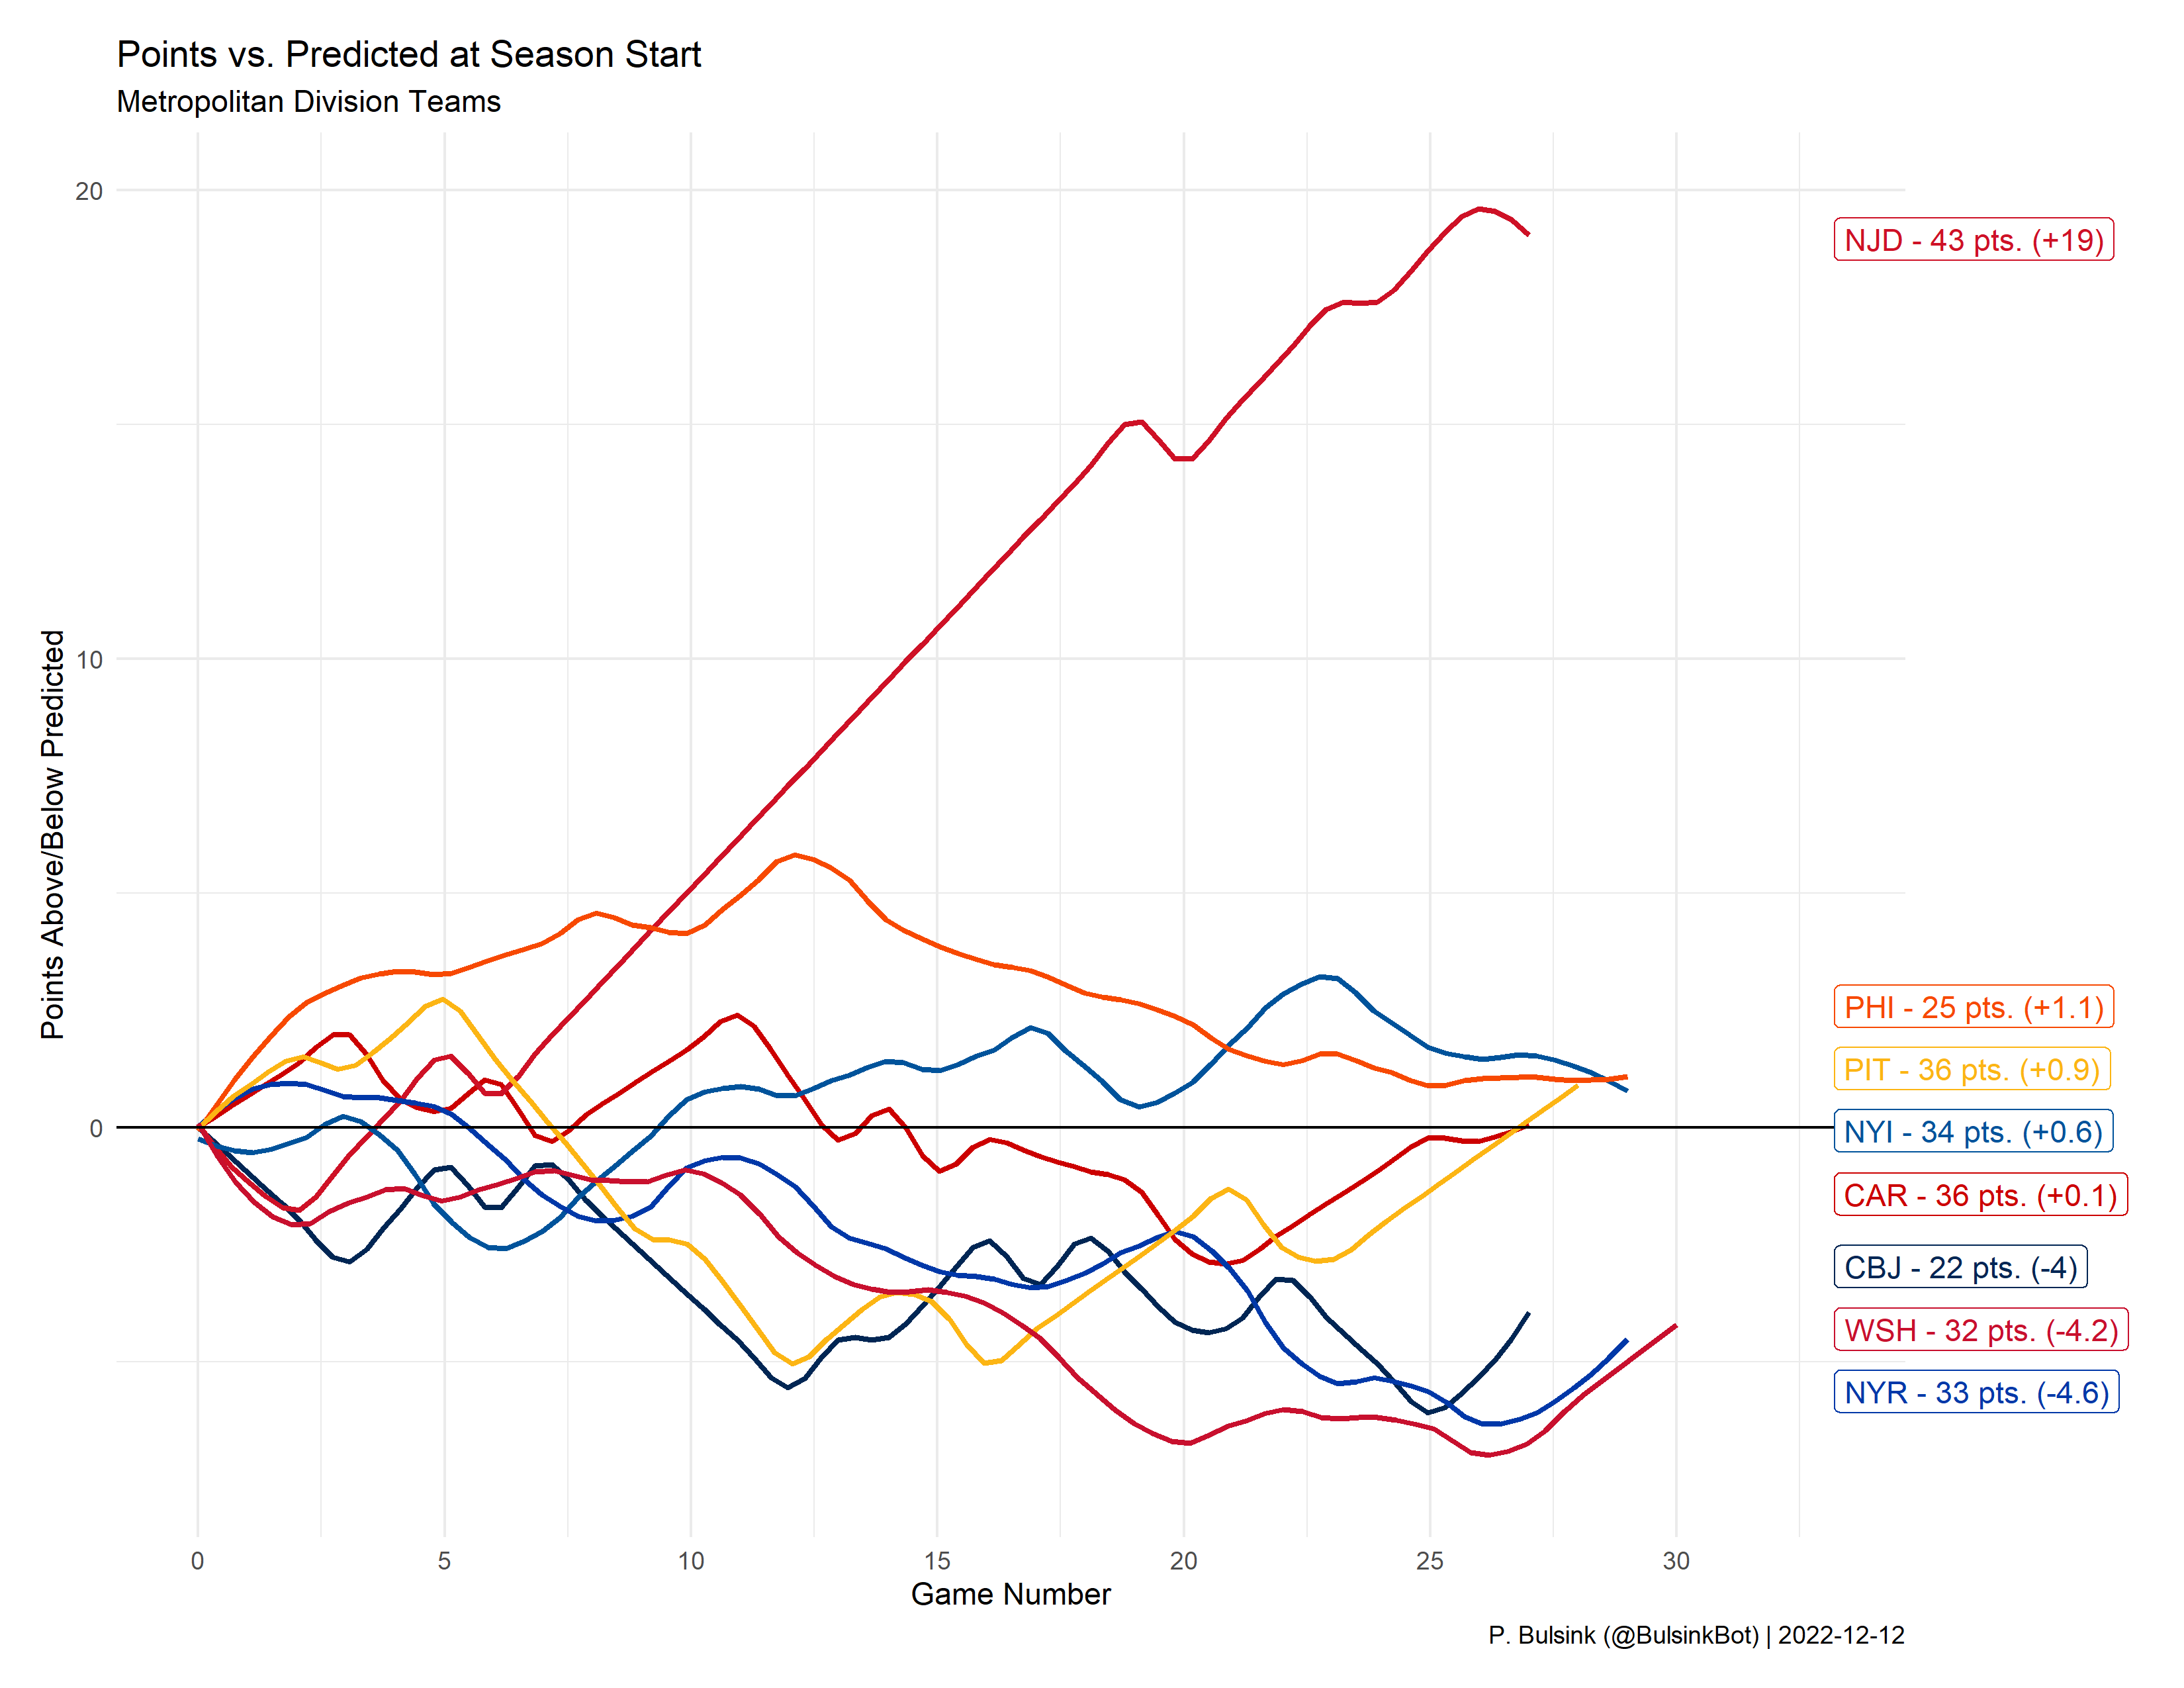 Points vs. Predicted at Season Start
Metropolitan Division Teams
Points Above/Below Predicted
20
10
0
NJD - 43 pts. (+19)
PHI - 25 pts. (+1.1)
PIT - 36 pts. (+0.9)
NYI - 34 pts. (+0.6)
CAR - 36 pts. (+0.1)
CBJ - 22 pts. (-4)
WSH - 32 pts. (-4.2)
NYR - 33 pts. (-4.6)
0 5 10 15 20 25 30
Game Number
P. Bulsink (@BulsinkBot) | 2022-12-12